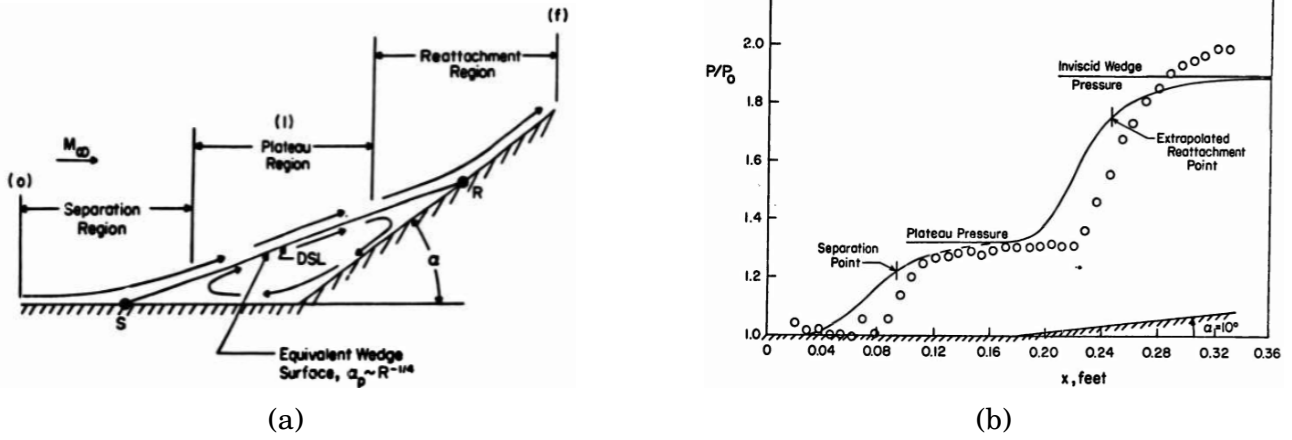 (f)
Reattachment
Region
(1)
Plateau
Region
M∞
(o)
Separation
Region
R
DSL
α
S
Equivalent Wedge
Surface, αp~R-1/4
(a)
2.0
P/P0
Inviscid Wedge
Pressure
1.8
Extrapolated
Reattachment
Point
1.6
1.4
Plateau Pressure
Separation
Point
1.2
α1=10°
1.0
0 0.04 0.08 0.12 0.16 0.20 0.24 0.28 0.32 0.36
x, feet
(b)